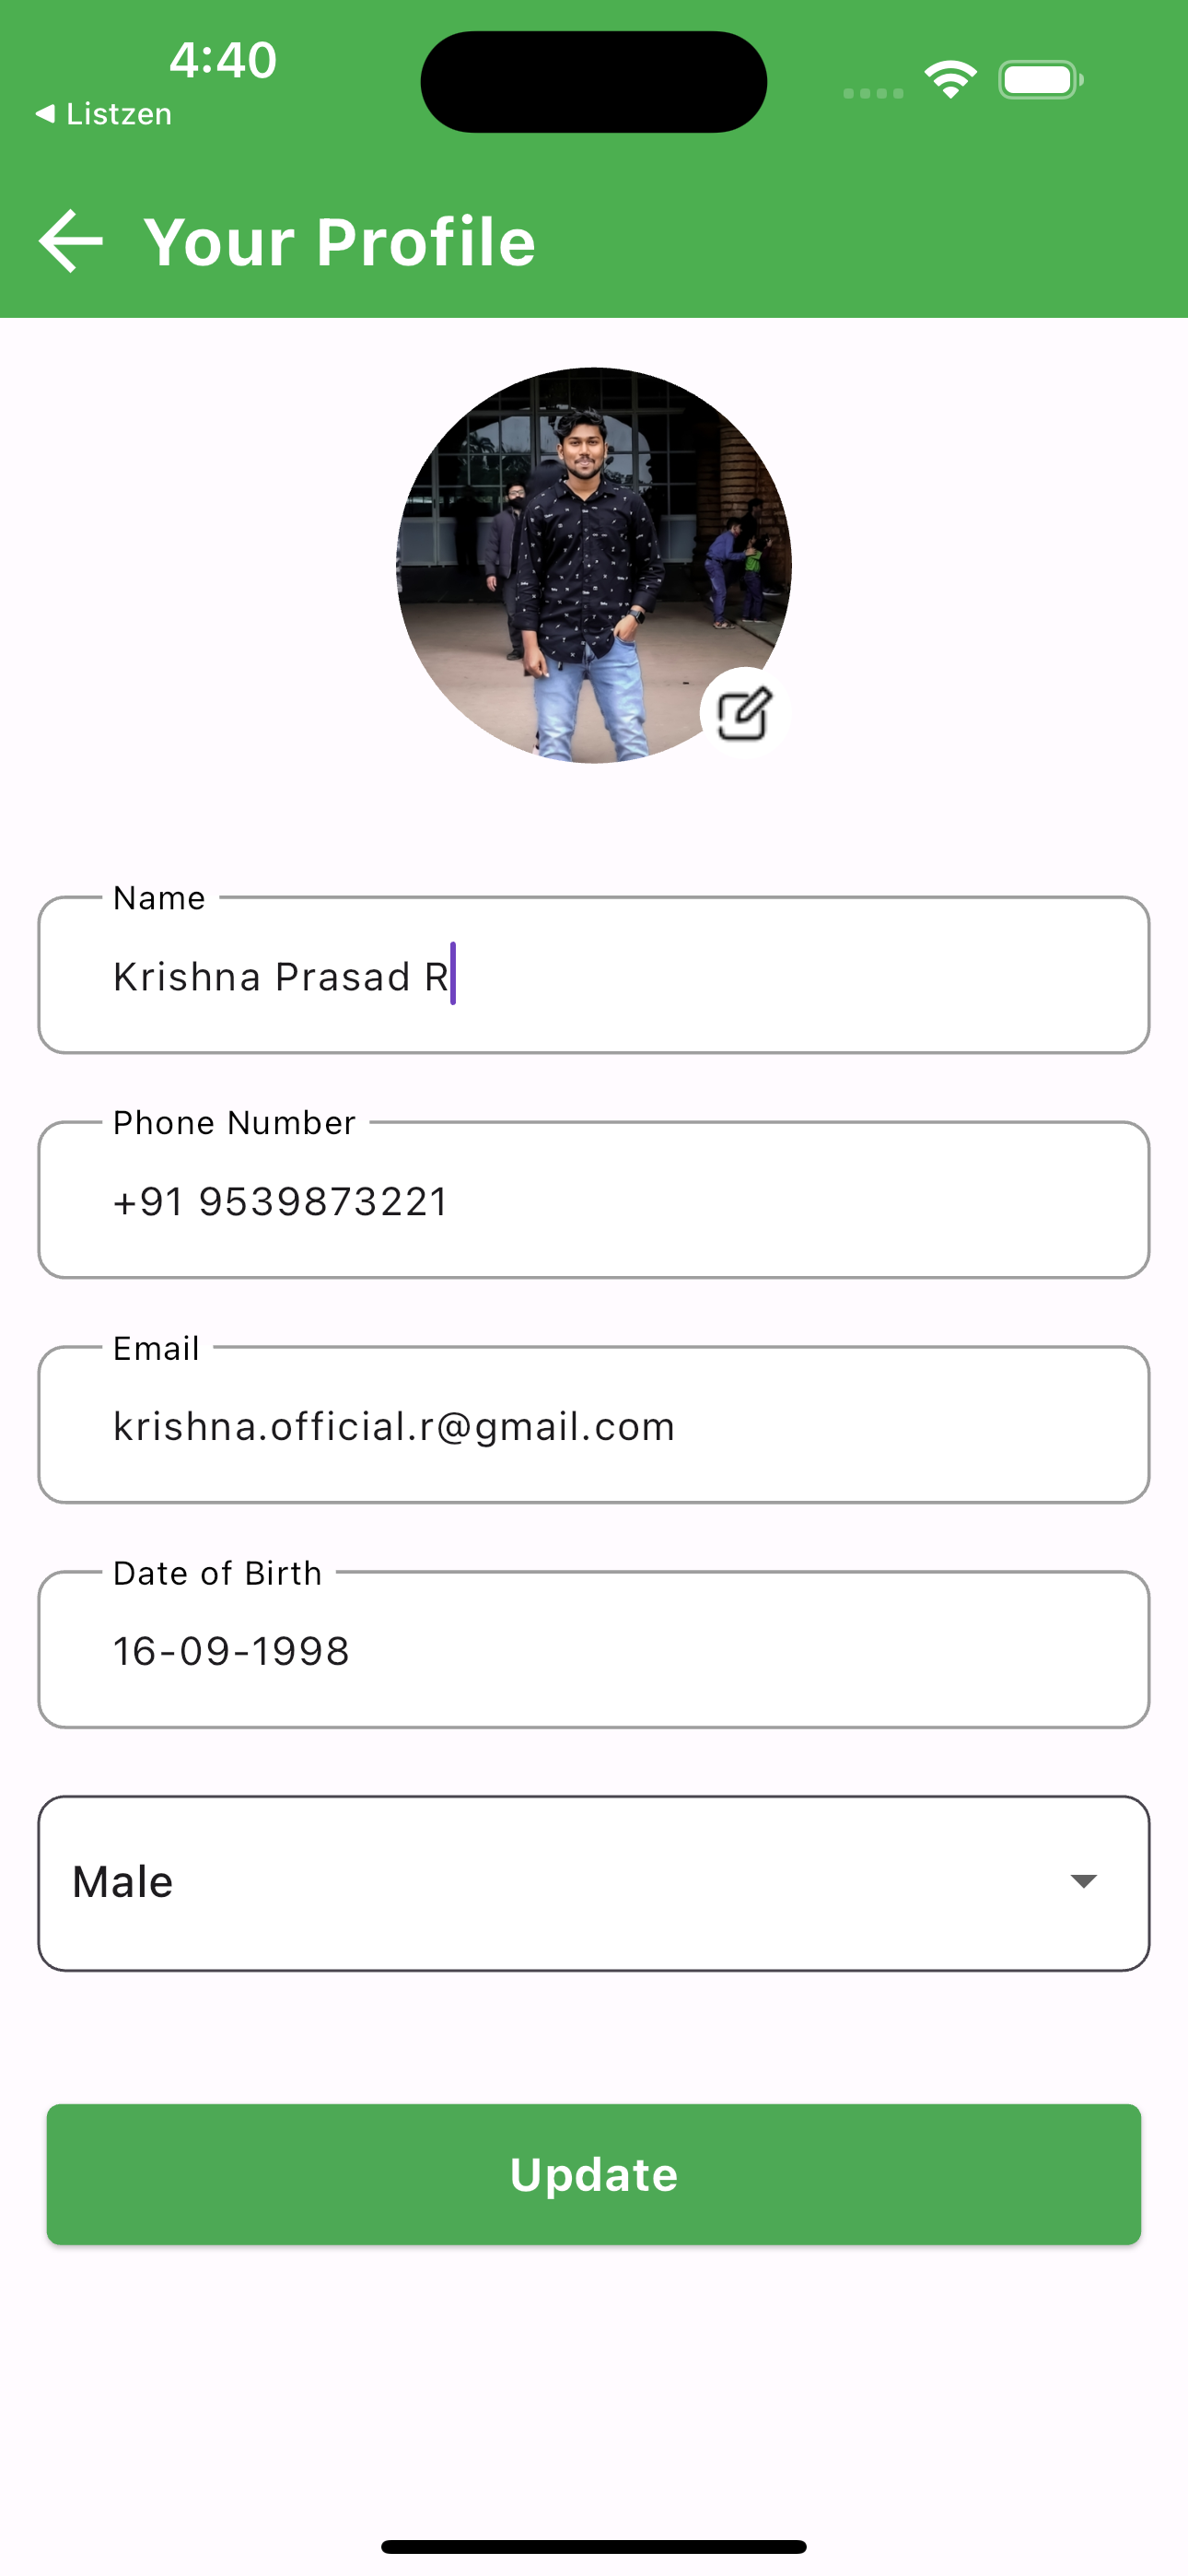 4:40
Listzen
Your Profile
Name
Krishna Prasad R
Phone Number
+91 9539873221
Email
krishna.official.r@gmail.com
Date of Birth
16-09-1998
Male
Update